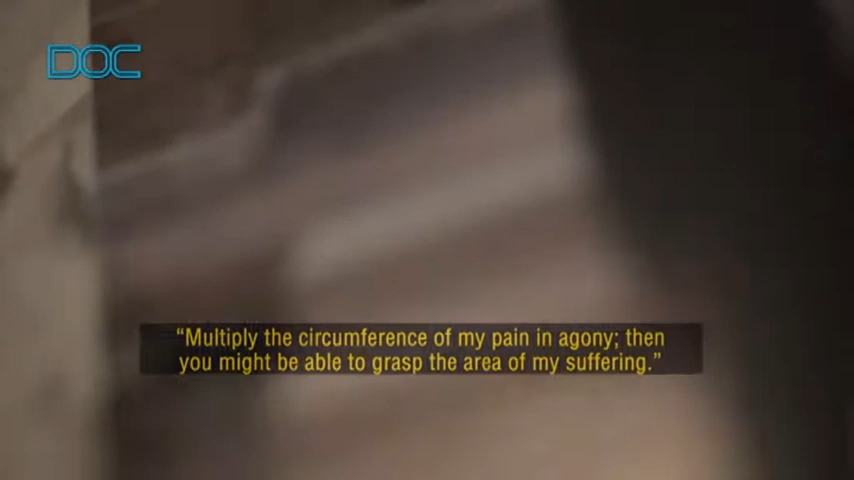 DOC
“Multiply the circumference of my pain in agony; then
you might be able to grasp the area of my suffering.”